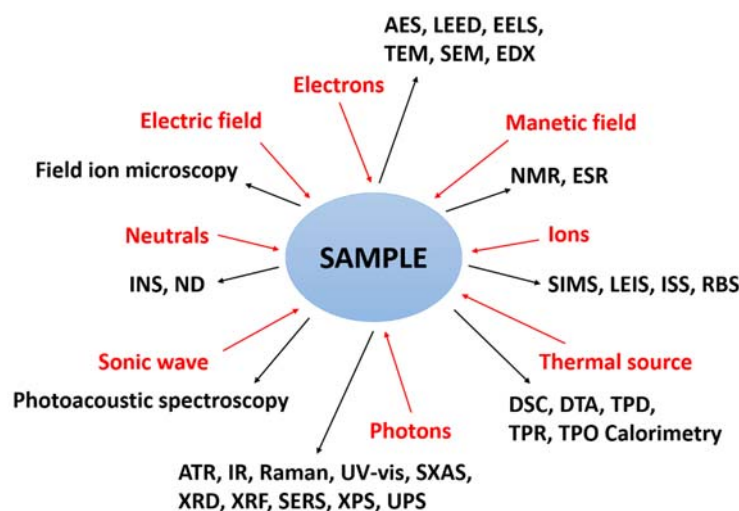 AES, LEED, EELS,
TEM, SEM, EDX
Electrons
Electric field
Manetic field
Field ion microscopy
NMR, ESR
Neutrals
Ions
SAMPLE
INS, ND
SIMS, LEIS, ISS, RBS
Sonic wave
Thermal source
Photoacoustic spectroscopy
DSC, DTA, TPD,
TPR, TPO Calorimetry
Photons
ATR, IR, Raman, UV-vis, SXAS,
XRD, XRF, SERS, XPS, UPS